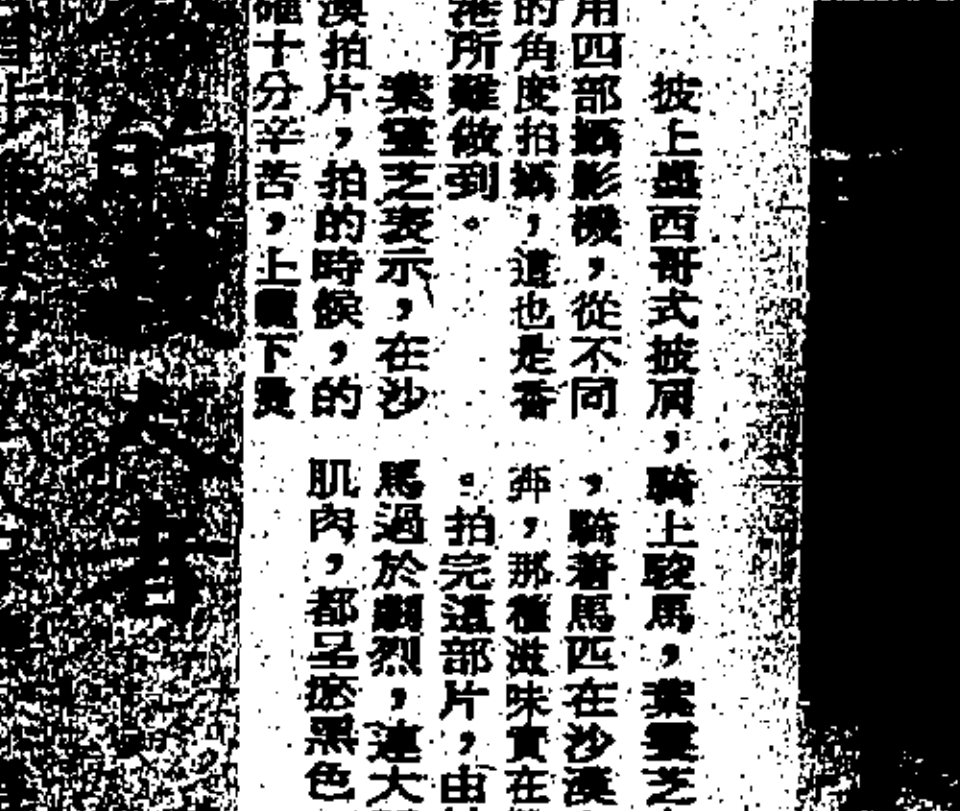 披上墨西哥式披肩，騎上駿馬，葉靈芝
用四部攝影機，從不同
的角度拍攝，這也是香
港所難做到。
葉靈芝表示，在沙
漠拍片，拍的時候，的
確十分辛苦，上曬下燙
，騎着馬匹在沙漠
奔，那種滋味實在
。拍完這部片，由
馬過於劇烈，連大
肌肉，都呈瘀黑色